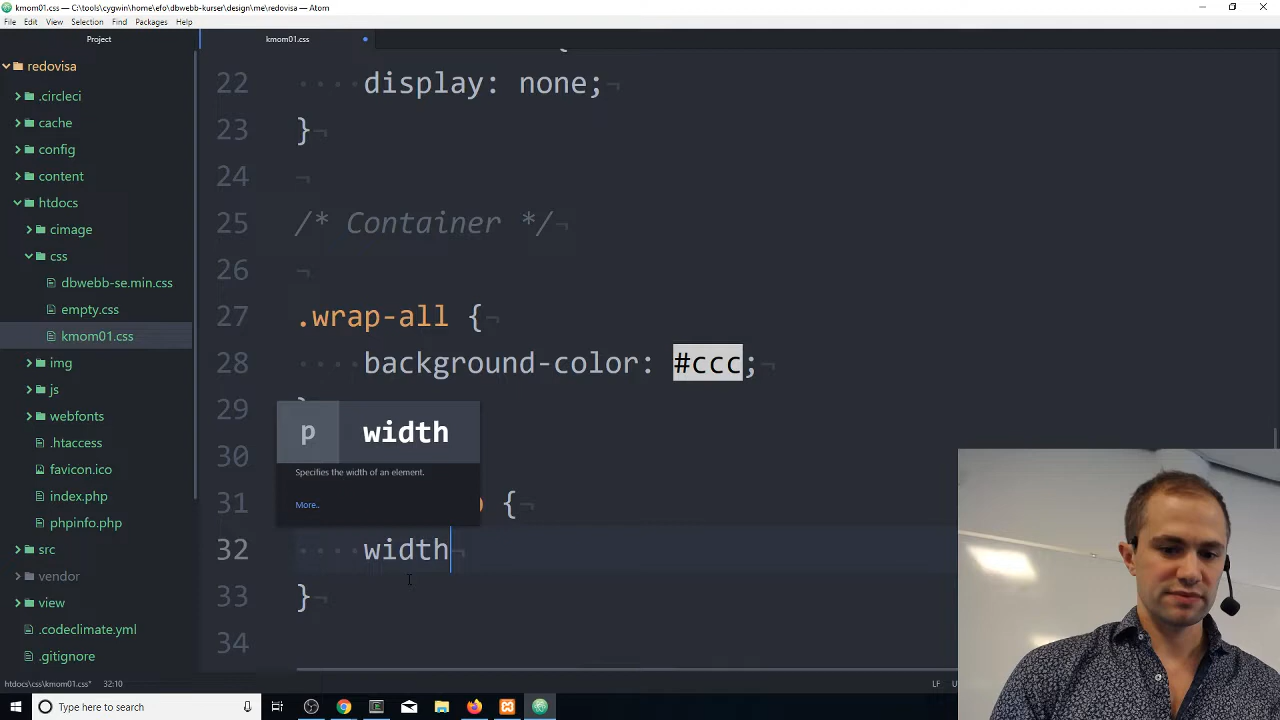 kmom01.css — C:\tools\cygwin\home\efo\dbwebb-kurser\design\me\redovisa — Atom
File Edit View Selection Find Packages Help
Project
kmom01.css
redovisa
.circleci
cache
config
content
htdocs
cimage
css
dbwebb-se.min.css
empty.css
kmom01.css
img
js
webfonts
.htaccess
favicon.ico
index.php
phpinfo.php
src
vendor
view
.codeclimate.yml
.gitignore
{
22 display: none;
23 }
24
25 /* Container */
26
27 .wrap-all {
28 background-color: #ccc;
29
p width
30
Specifies the width of an element.
More..
31 {
32 width
33 }
34
htdocs\css\kmom01.css* 32:10
LF
Type here to search